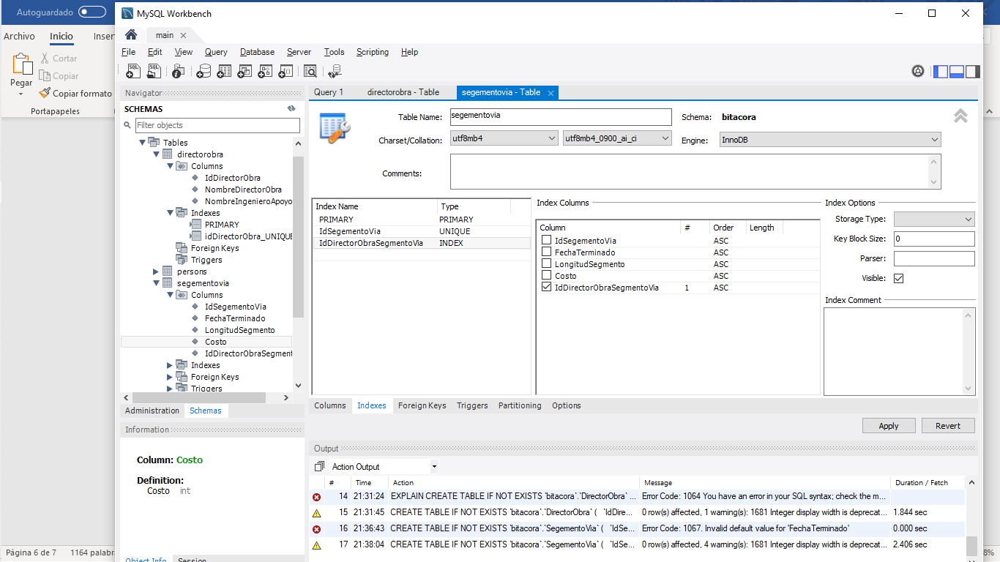 Autoguardado
Archivo Inicio Inser
Pegar
Cortar
Copiar
Copiar formato
Portapapeles
MySQL Workbench
main
File Edit View Query Database Server Tools Scripting Help
Navigator
SCHEMAS
Filter objects
Tables
directorobra
Columns
IdDirectorObra
NombreDirectorObra
NombreIngenieroApoyo
Indexes
PRIMARY
idDirectorObra_UNIQUE
Foreign Keys
Triggers
persons
segementovia
Columns
IdSegementoVia
FechaTerminado
LongitudSegmento
Costo
IdDirectorObraSegment
Indexes
Foreign Keys
Triggers
Administration Schemas
Information
Column: Costo
Definition:
Costo int
Object Info Session
Query 1 directorobra - Table segementovia - Table
Table Name: segementovia Schema: bitacora
Charset/Collation: utf8mb4 utf8mb4_0900_ai_ci Engine: InnoDB
Comments:
Index Name Type
PRIMARY PRIMARY
IdSegementoVia UNIQUE
IdDirectorObraSegmentoVia INDEX
Index Columns
Column # Order Length
IdSegementoVia ASC
FechaTerminado ASC
LongitudSegmento ASC
Costo ASC
IdDirectorObraSegmentoVia 1 ASC
Index Options
Storage Type:
Key Block Size: 0
Parser:
Visible:
Index Comment
Columns Indexes Foreign Keys Triggers Partitioning Options
Apply Revert
Output
Action Output
# Time Action Message Duration / Fetch
14 21:31:24 EXPLAIN CREATE TABLE IF NOT EXISTS `bitacora`.`DirectorObra` ... Error Code: 1064 You have an error in your SQL syntax; check the m...
15 21:31:45 CREATE TABLE IF NOT EXISTS `bitacora`.`DirectorObra` ( `IdDire... 0 row(s) affected, 1 warning(s): 1681 Integer display width is deprecat... 1.844 sec
16 21:36:43 CREATE TABLE IF NOT EXISTS `bitacora`.`SegementoVia` ( `IdSe... Error Code: 1067. Invalid default value for 'FechaTerminado' 0.000 sec
17 21:38:04 CREATE TABLE IF NOT EXISTS `bitacora`.`SegementoVia` ( `IdSe... 0 row(s) affected, 4 warning(s): 1681 Integer display width is deprecat... 2.406 sec
Página 6 de 7 1164 palabr
8%